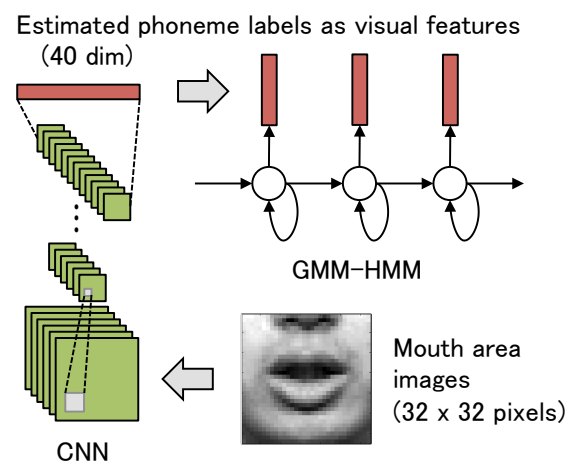 Estimated phoneme labels as visual features
(40 dim)
GMM-HMM
Mouth area
images
(32 x 32 pixels)
CNN